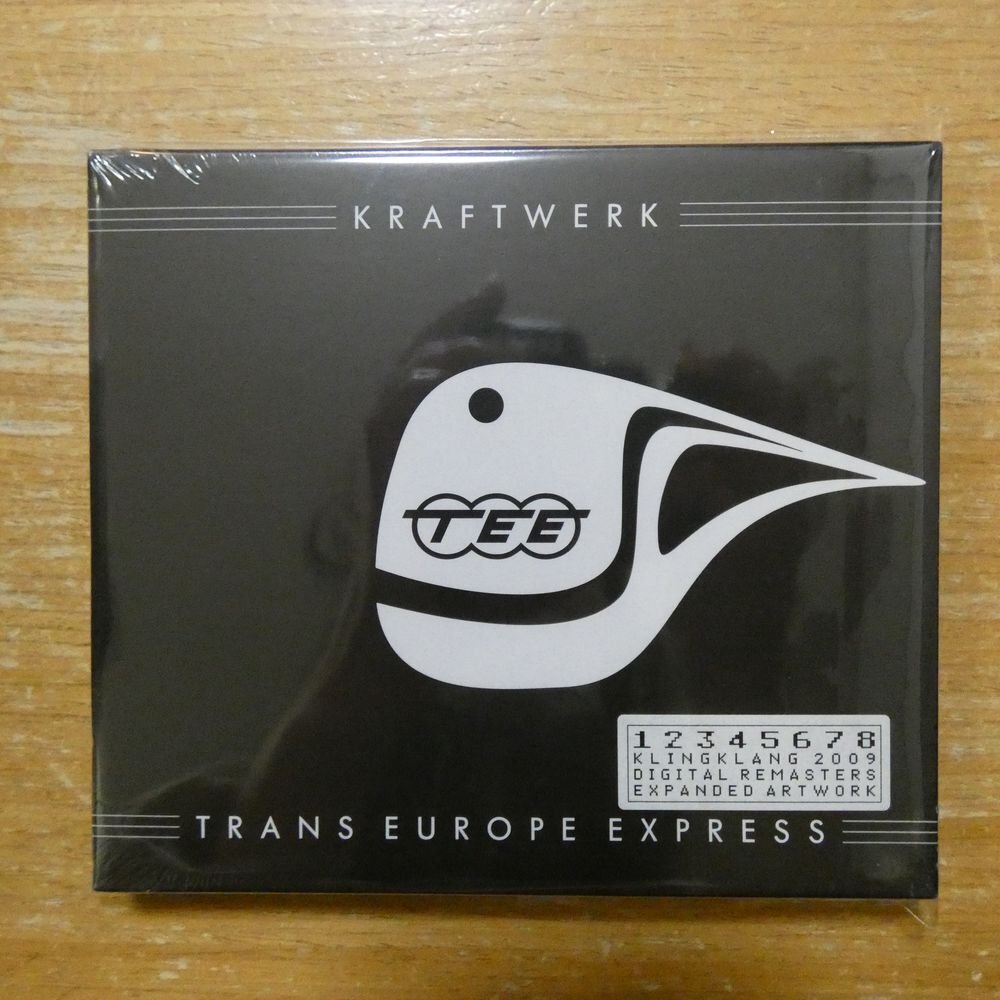 KRAFTWERK
TEE
12345678
KLINGKLANG 2009
DIGITAL REMASTERS
EXPANDED ARTWORK
TRANS EUROPE EXPRESS